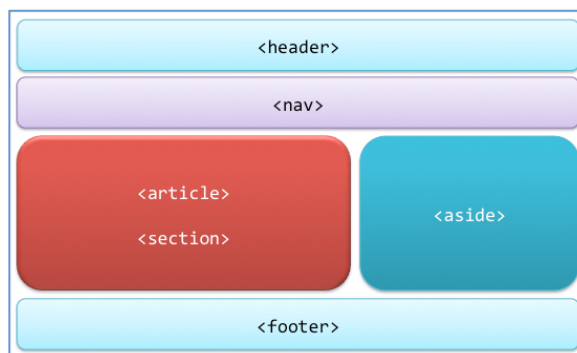 <header>
<nav>
<article>
<section>
<aside>
<footer>